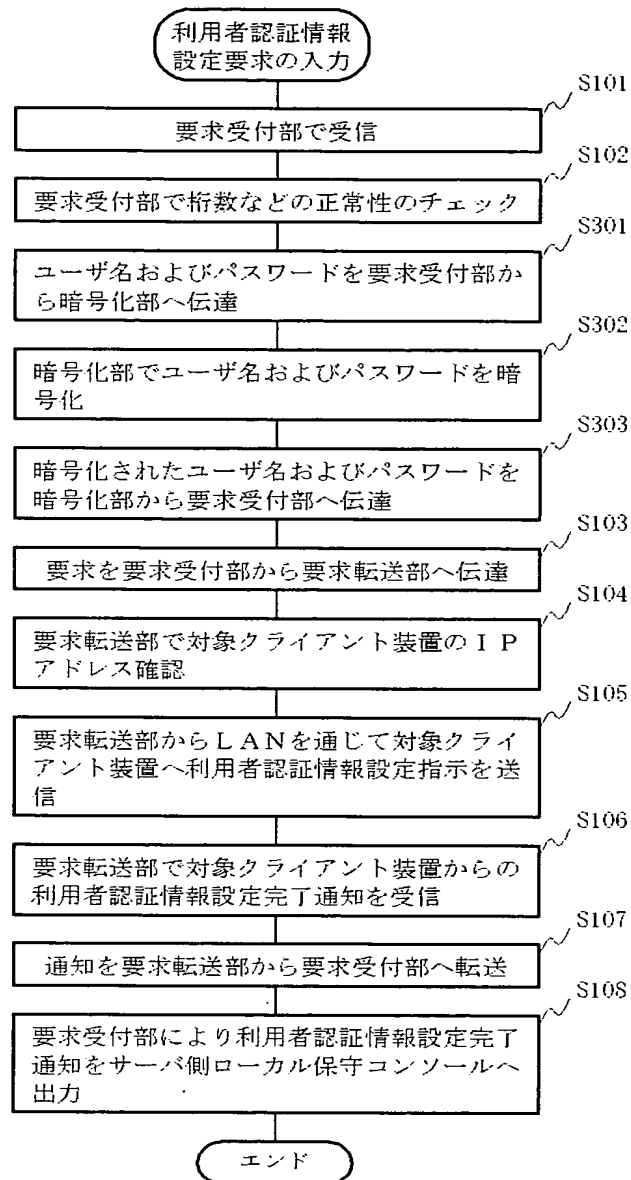 利用者認証情報
設定要求の入力
S101
要求受付部で受信
S102
要求受付部で桁数などの正常性のチェック
S301
ユーザ名およびパスワードを要求受付部か
ら暗号化部へ伝達
S302
暗号化部でユーザ名およびパスワードを暗
号化
S303
暗号化されたユーザ名およびパスワードを
暗号化部から要求受付部へ伝達
S103
要求を要求受付部から要求転送部へ伝達
S104
要求転送部で対象クライアント装置のIP
アドレス確認
S105
要求転送部からLANを通じて対象クライ
アント装置へ利用者認証情報設定指示を送
信
S106
要求転送部で対象クライアント装置からの
利用者認証情報設定完了通知を受信
S107
通知を要求転送部から要求受付部へ転送
S108
要求受付部により利用者認証情報設定完了
通知をサーバ側ローカル保守コンソールへ
出力
エンド